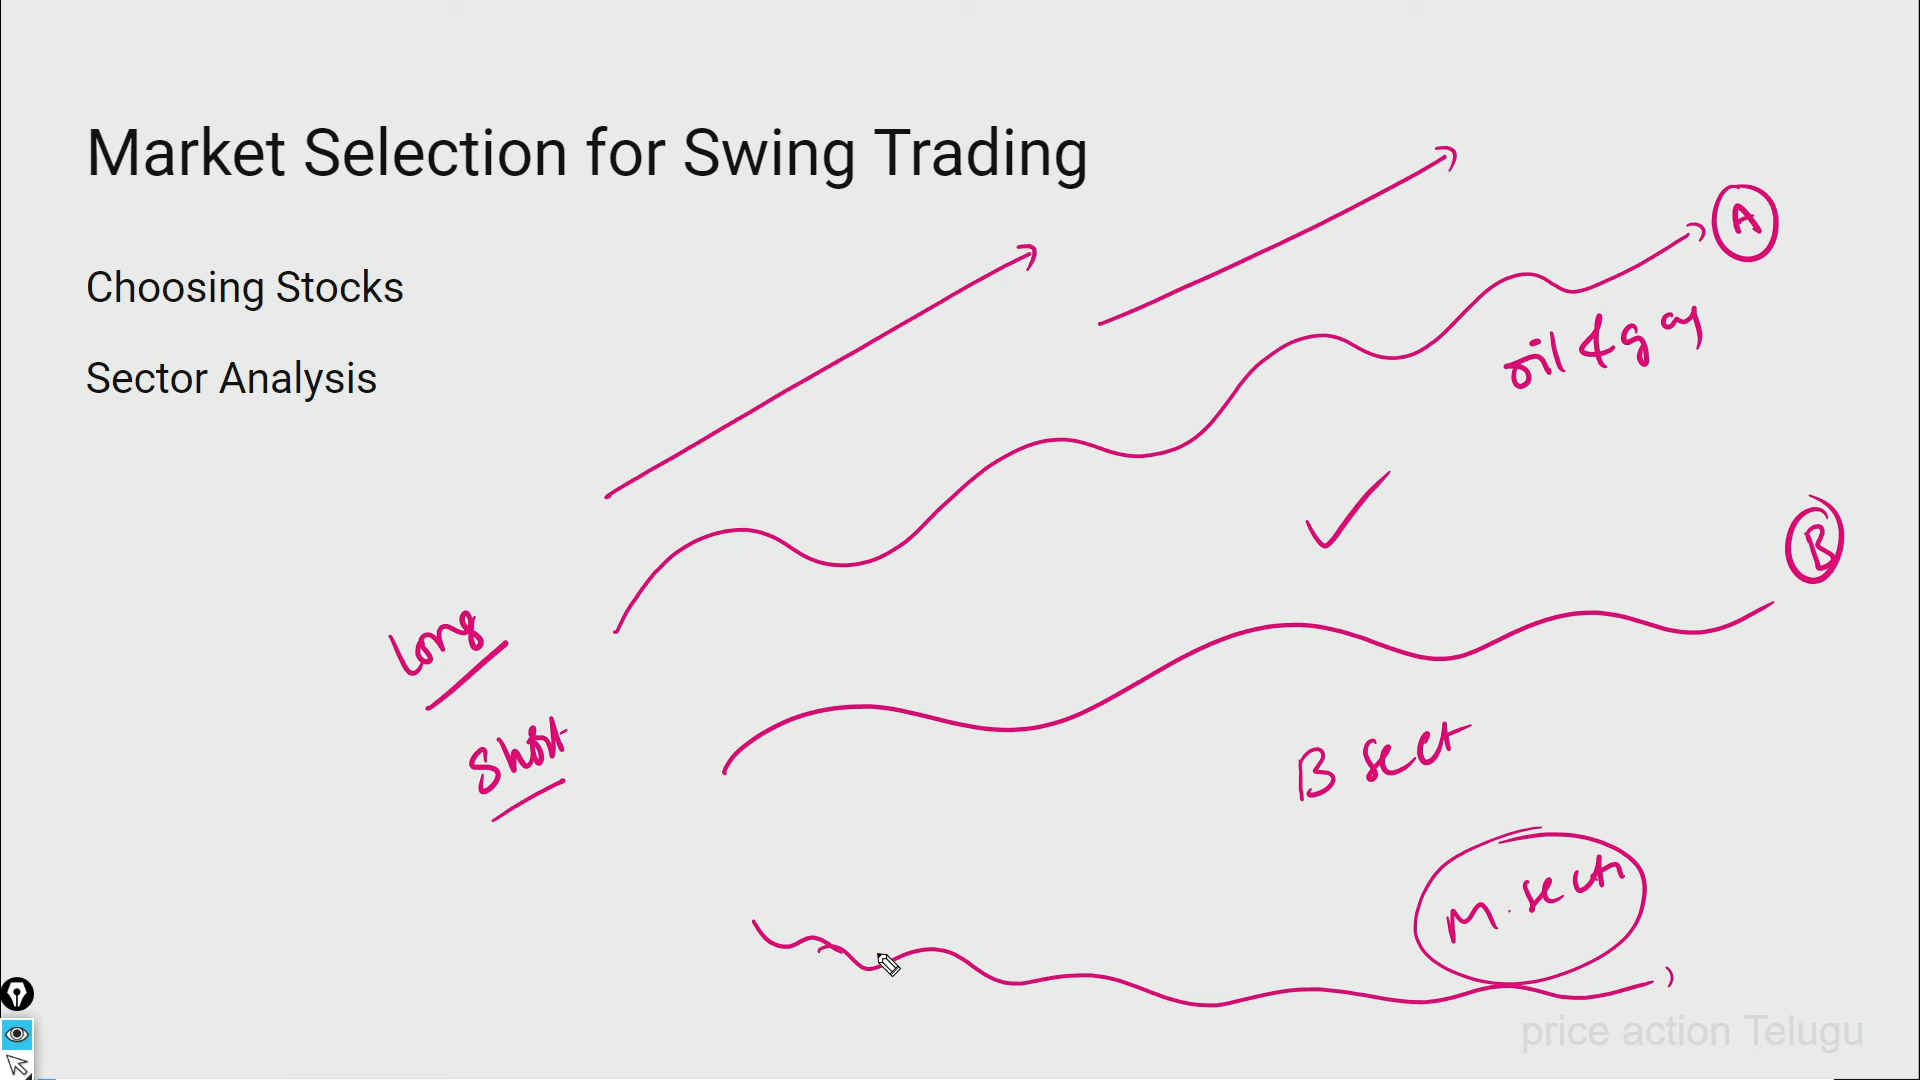 Market Selection for Swing Trading
Choosing Stocks
Sector Analysis
A
oil & gas
B
Long
Short
B sect
M. sect
price action Telugu